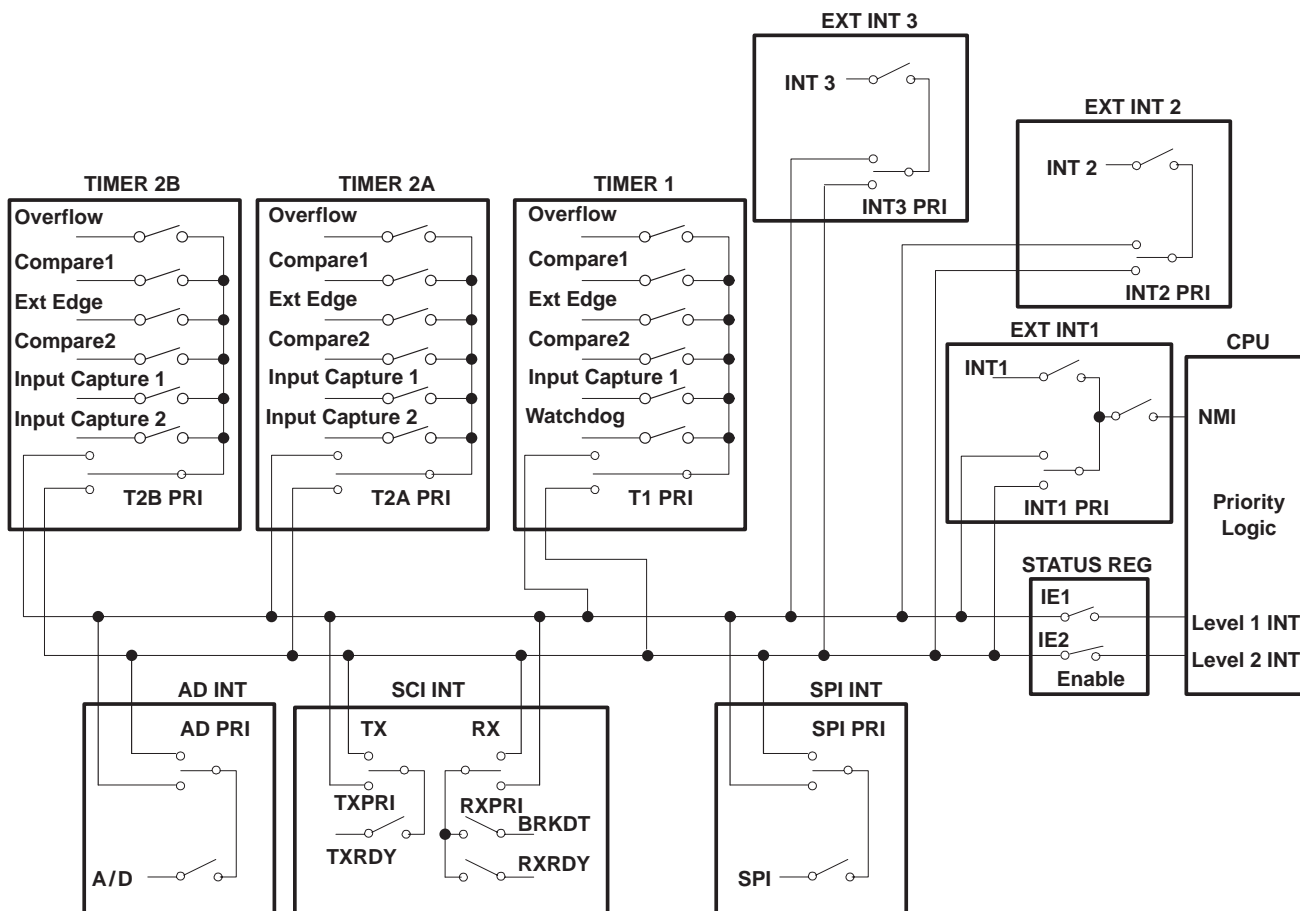 EXT INT 3
INT 3
INT3 PRI
EXT INT 2
INT 2
INT2 PRI
TIMER 2B
Overflow
Compare1
Ext Edge
Compare2
Input Capture 1
Input Capture 2
T2B PRI
TIMER 2A
Overflow
Compare1
Ext Edge
Compare2
Input Capture 1
Input Capture 2
T2A PRI
TIMER 1
Overflow
Compare1
Ext Edge
Compare2
Input Capture 1
Watchdog
T1 PRI
EXT INT1
INT1
INT1 PRI
CPU
NMI
Priority
Logic
Level 1 INT
Level 2 INT
STATUS REG
IE1
IE2
Enable
AD INT
AD PRI
A/D
SCI INT
TX
RX
TXPRI
RXPRI
BRKDT
TXRDY
RXRDY
SPI INT
SPI PRI
SPI